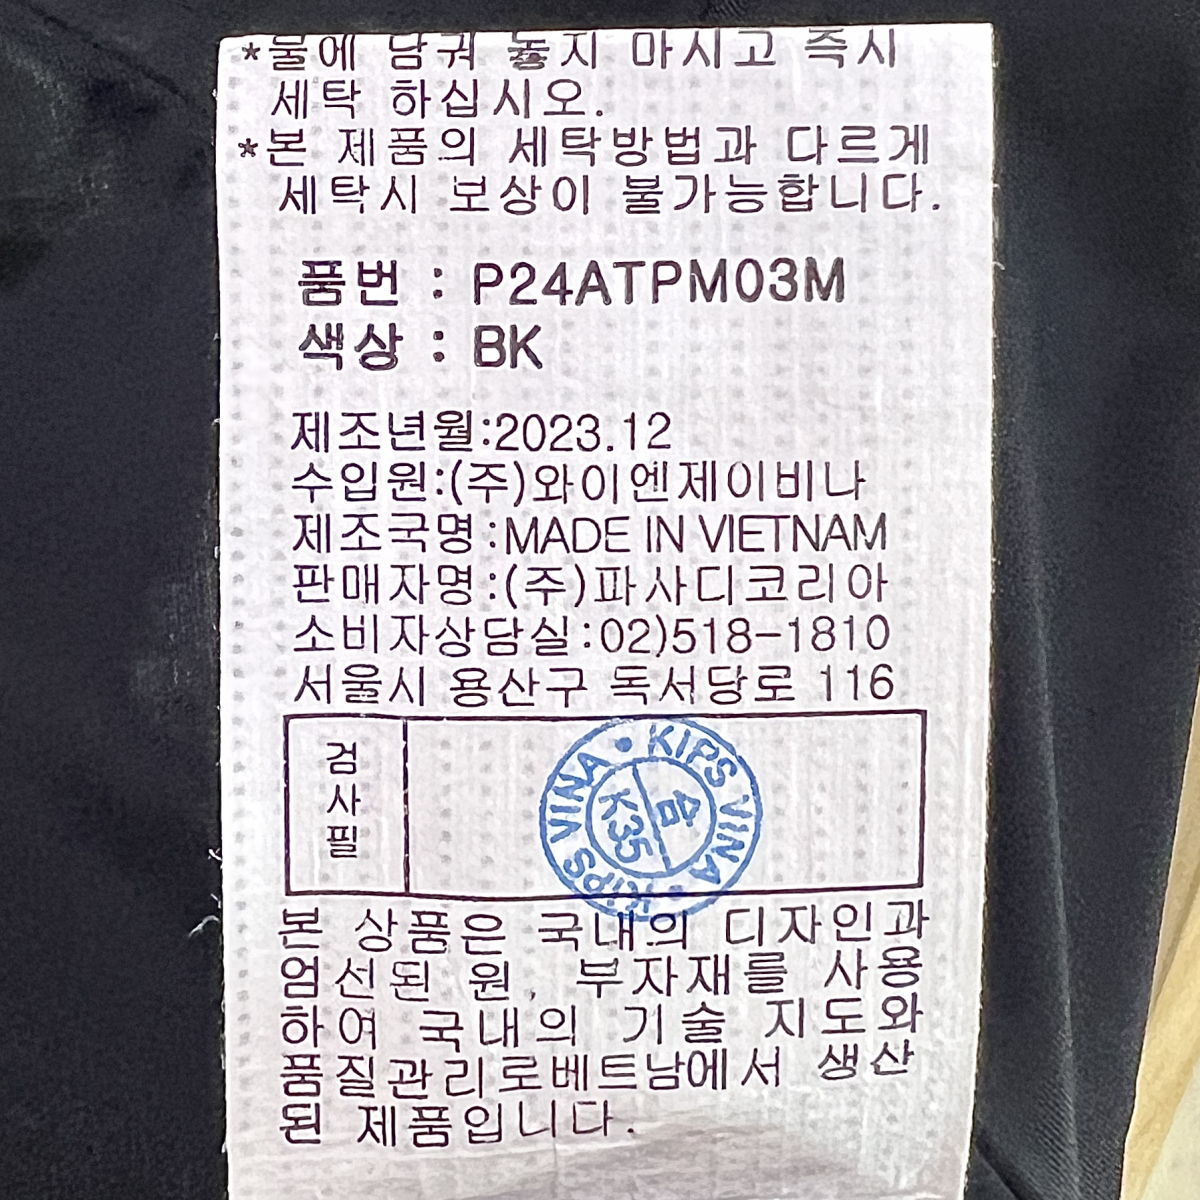 *물에 담궈 놓지 마시고 즉시
세탁 하십시오.
*본 제품의 세탁방법과 다르게
세탁시 보상이 불가능합니다.
품번 : P24ATPM03M
색상 : BK
제조년월:2023.12
수입원:(주)와이엔제이비나
제조국명:MADE IN VIETNAM
판매자명:(주)파사디코리아
소비자상담실:02)518-1810
서울시 용산구 독서당로 116
검사필
KIPS VINA • KIPS VINA •
합
K35
본 상품은 국내의 디자인과
엄선된 원, 부자재를 사용
하여 국내의 기술 지도와
품질관리로베트남에서 생산
된 제품입니다.